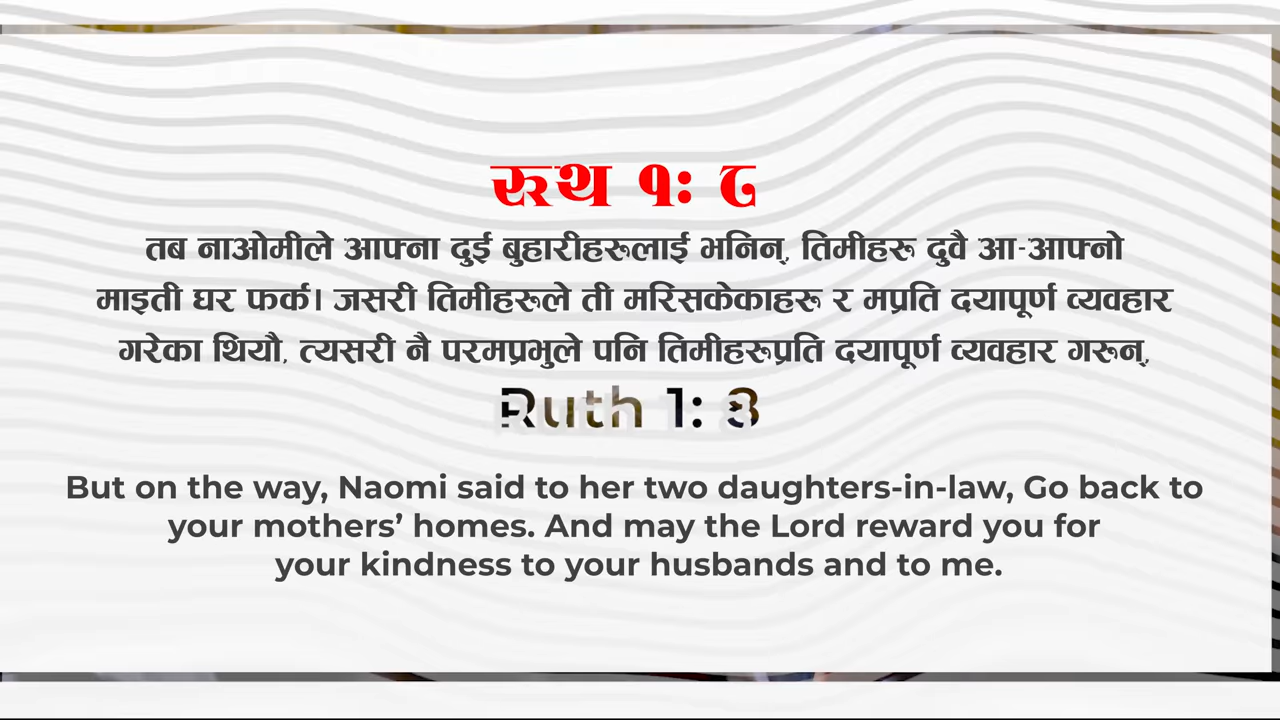 रुथ १: ८
तब नाओमीले आफ्ना दुई बुहारीहरूलाई भनिन्, तिमीहरू दुवै आ-आफ्नो
माइती घर फर्क। जसरी तिमीहरूले ती मरिसकेकाहरू र मप्रति दयापूर्ण व्यवहार
गरेका थियौ, त्यसरी नै परमप्रभुले पनि तिमीहरूप्रति दयापूर्ण व्यवहार गरून्,
Ruth 1: 8
But on the way, Naomi said to her two daughters-in-law, Go back to
your mothers’ homes. And may the Lord reward you for
your kindness to your husbands and to me.